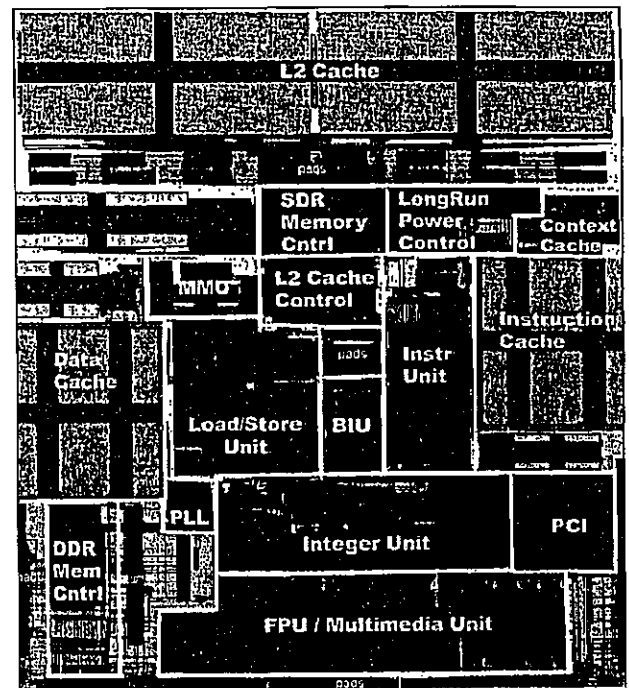 L2 Cache
pads
SDR
Memory
Cntrl
LongRun
Power
Control
Context
Cache
MMU
L2 Cache
Control
Instr
Unit
Instruction
Cache
Data
Cache
pads
Load/Store
Unit
BIU
PLL
Integer Unit
PCI
DDR
Mem
Cntrl
FPU / Multimedia Unit
pads